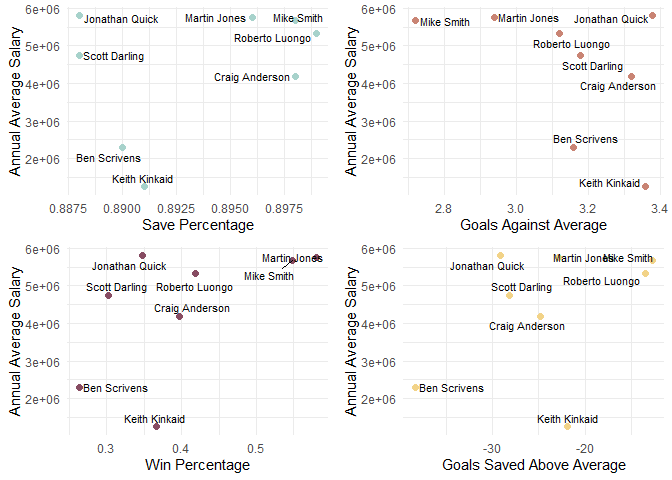 Annual Average Salary
6e+06
5e+06
4e+06
3e+06
2e+06
Jonathan Quick
Martin Jones
Mike Smith
Roberto Luongo
Scott Darling
Craig Anderson
Ben Scrivens
Keith Kinkaid
0.8875 0.8900 0.8925 0.8950 0.8975
Save Percentage
Annual Average Salary
6e+06
5e+06
4e+06
3e+06
2e+06
Mike Smith
Martin Jones
Jonathan Quick
Roberto Luongo
Scott Darling
Craig Anderson
Ben Scrivens
Keith Kinkaid
2.8 3.0 3.2 3.4
Goals Against Average
Annual Average Salary
6e+06
5e+06
4e+06
3e+06
2e+06
Martin Jones
Jonathan Quick
Mike Smith
Scott Darling
Roberto Luongo
Craig Anderson
Ben Scrivens
Keith Kinkaid
0.3 0.4 0.5
Win Percentage
Annual Average Salary
6e+06
5e+06
4e+06
3e+06
2e+06
Martin Jones
Mike Smith
Jonathan Quick
Roberto Luongo
Scott Darling
Craig Anderson
Ben Scrivens
Keith Kinkaid
-30 -20
Goals Saved Above Average